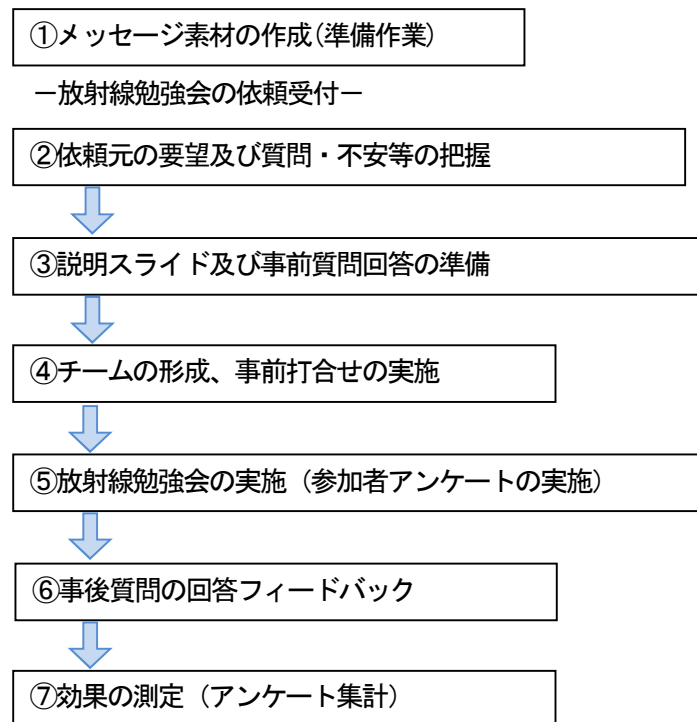 ①メッセージ素材の作成(準備作業)
－放射線勉強会の依頼受付－
②依頼元の要望及び質問・不安等の把握
③説明スライド及び事前質問回答の準備
④チームの形成、事前打合せの実施
⑤放射線勉強会の実施（参加者アンケートの実施）
⑥事後質問の回答フィードバック
⑦効果の測定（アンケート集計）